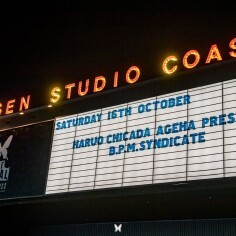 GEN STUDIO COAS
SATURDAY 16TH OCTOBER
HARUO CHICADA AGEHA PRES
B.P.M. SYNDICATE